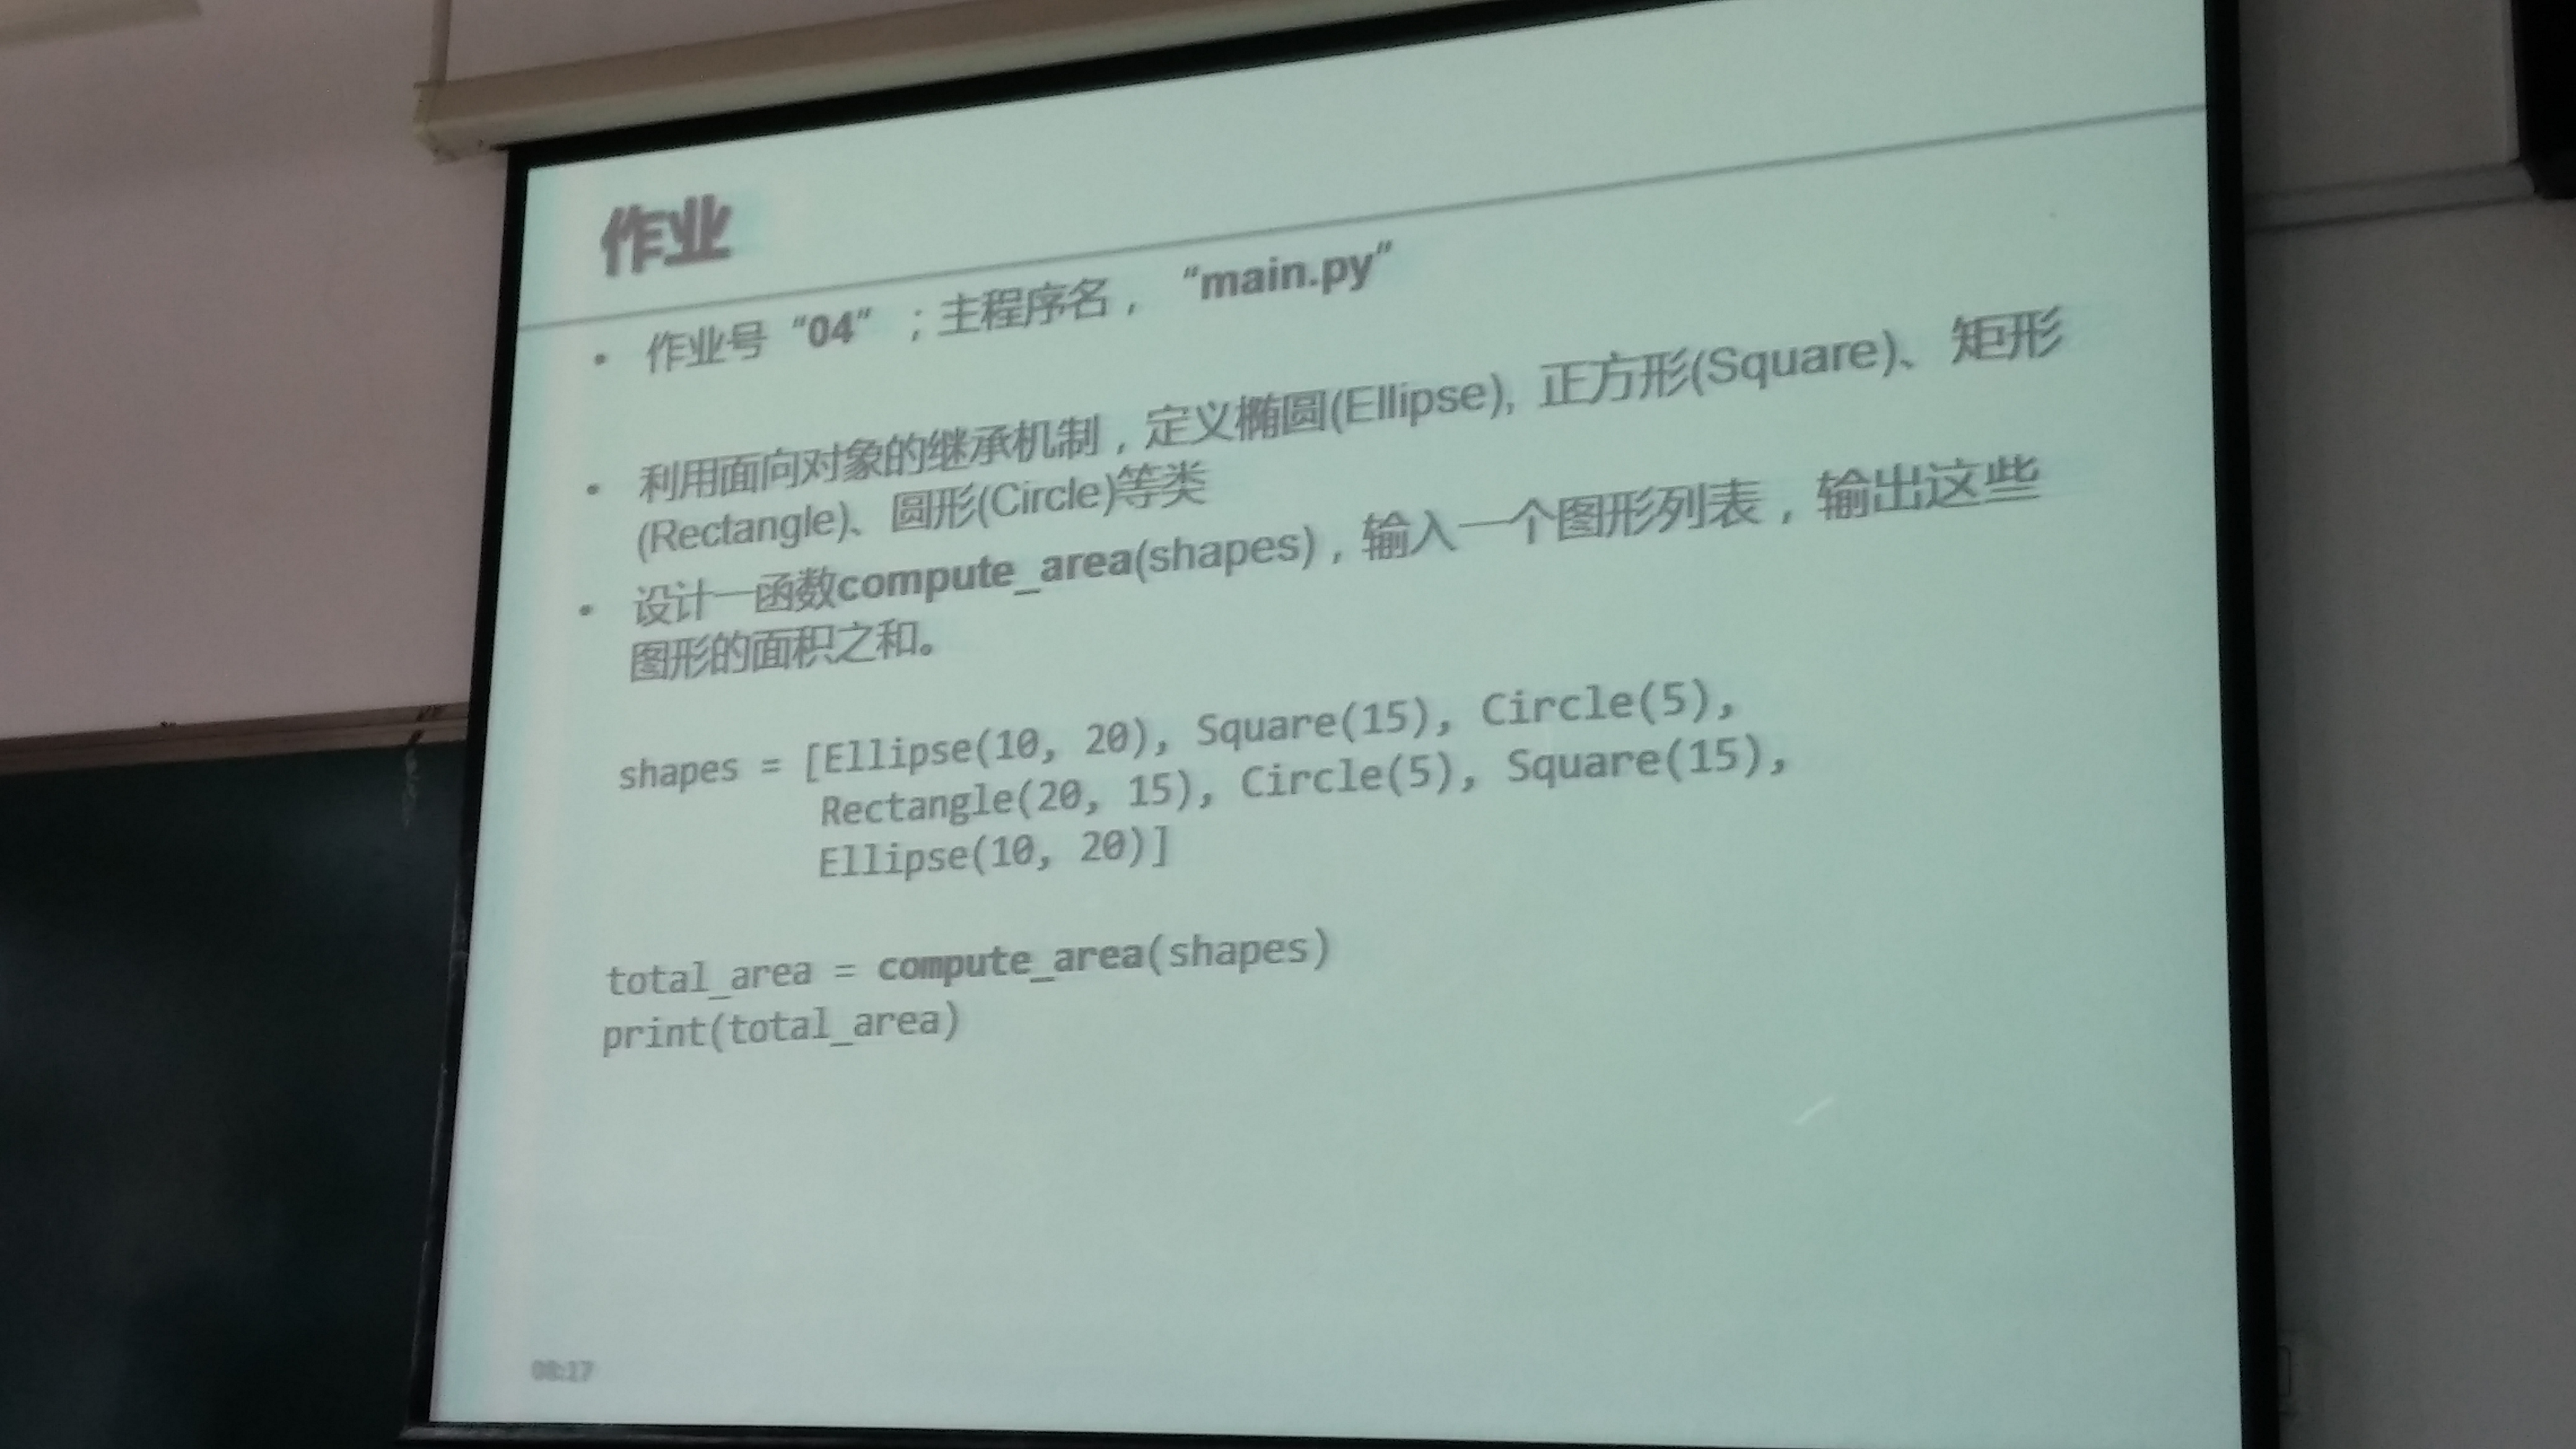 作业
• 作业号“04”；主程序名，“main.py”
• 利用面向对象的继承机制，定义椭圆(Ellipse), 正方形(Square)、矩形
(Rectangle)、圆形(Circle)等类
• 设计一函数compute_area(shapes)，输入一个图形列表，输出这些
图形的面积之和。
shapes = [Ellipse(10, 20), Square(15), Circle(5),
Rectangle(20, 15), Circle(5), Square(15),
Ellipse(10, 20)]
total_area = compute_area(shapes)
print(total_area)
08:17